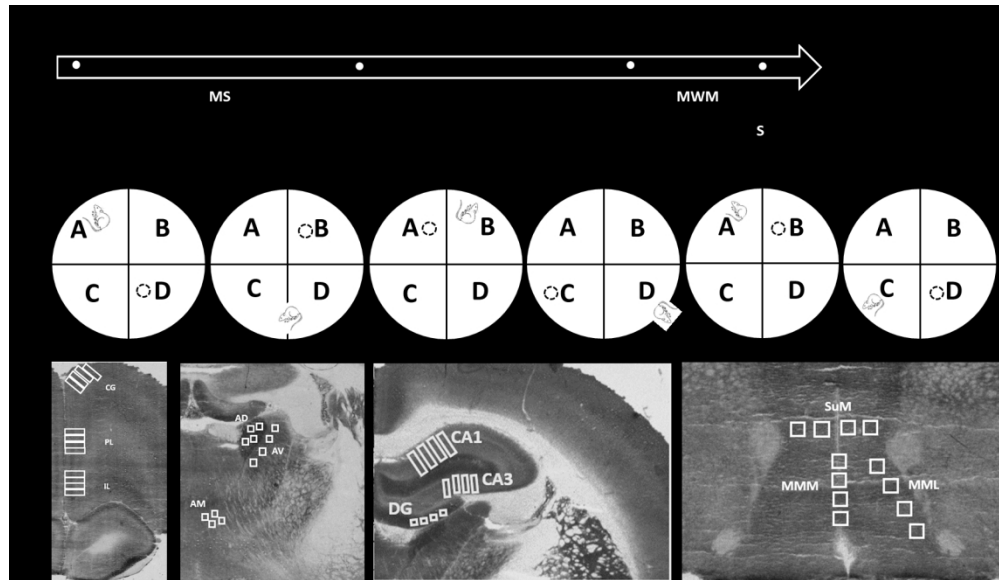 MS MWM
S
A B A B A B A B A B A B
C D C D C D C D C D C D
CG
PL
IL
AD
AV
AM
CA1
CA3
DG
SuM
MMM MML